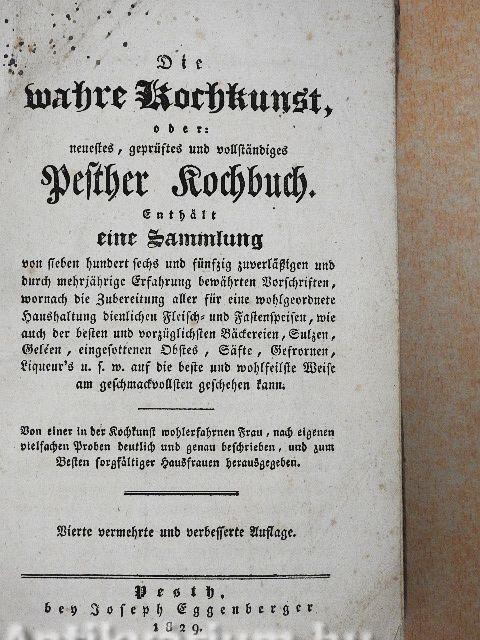 Die
wahre Kochkunst,
oder:
neuestes, geprüftes und vollständiges
Pesther Kochbuch.
Enthält
eine Sammlung
von sieben hundert sechs und fünfzig zuverläßigen und
durch mehrjährige Erfahrung bewährten Vorschriften,
wornach die Zubereitung aller für eine wohlgeordnete
Haushaltung dienlichen Fleisch- und Fastenspeisen, wie
auch der besten und vorzüglichsten Bäckereien, Sulzen,
Geléen, eingesottenen Obstes, Säfte, Gefrornen,
Liqueur's u. s. w. auf die beste und wohlfeilste Weise
am geschmackvollsten geschehen kann.
Von einer in der Kochkunst wohlerfahrnen Frau, nach eigenen
vielfachen Proben deutlich und genau beschrieben, und zum
Besten sorgfältiger Hausfrauen herausgegeben.
Vierte vermehrte und verbesserte Auflage.
Pesth,
bey Joseph Eggenberger
1829.